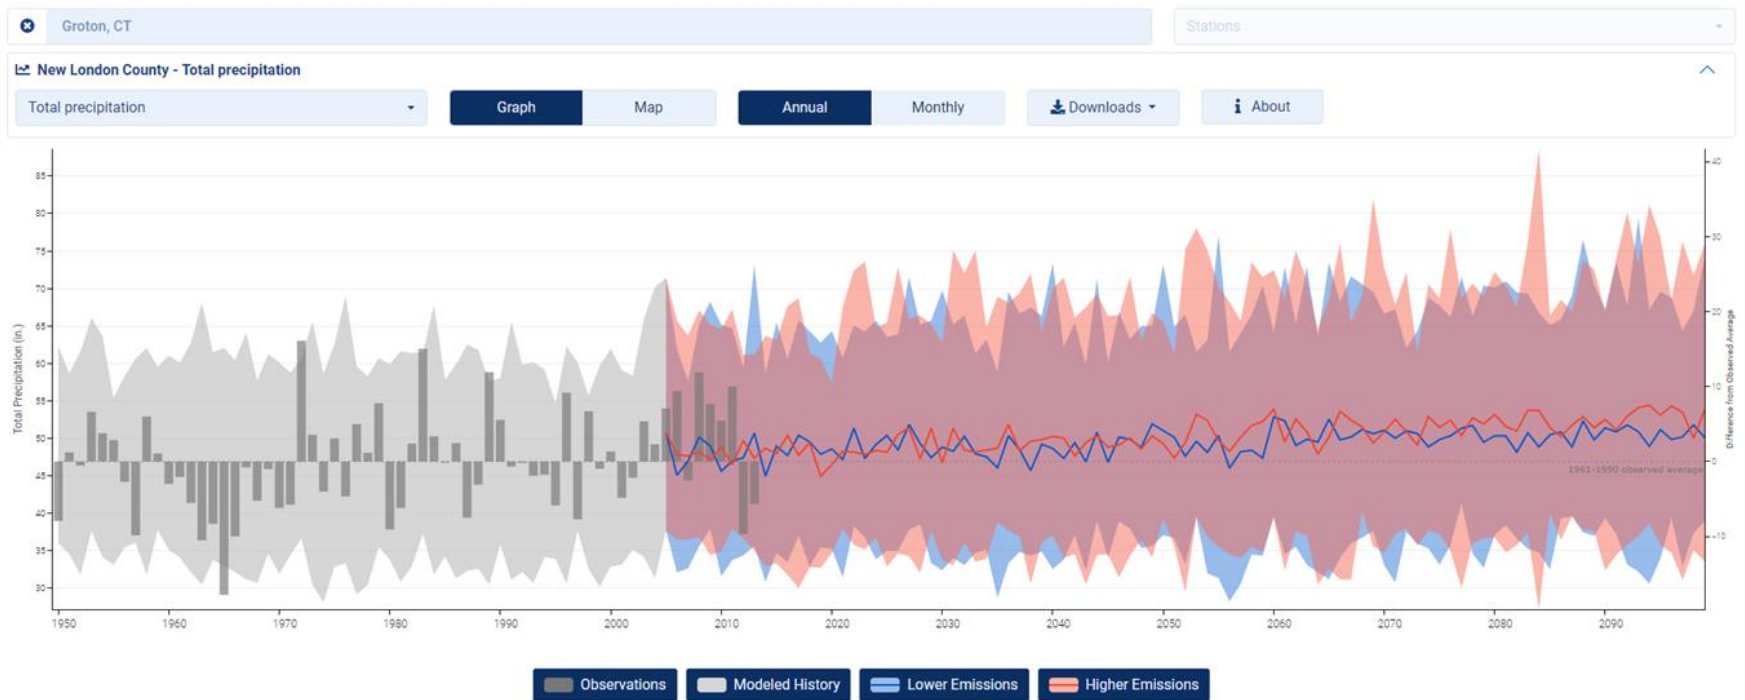 Groton, CT
Stations
New London County - Total precipitation
Total precipitation
Graph
Map
Annual
Monthly
Downloads
i About
Total Precipitation (in.)
85
80
75
70
65
60
55
50
45
40
35
30
40
30
20
10
0
-10
Difference from Observed Average
1961-1990 observed average
1950 1960 1970 1980 1990 2000 2010 2020 2030 2040 2050 2060 2070 2080 2090
Observations
Modeled History
Lower Emissions
Higher Emissions